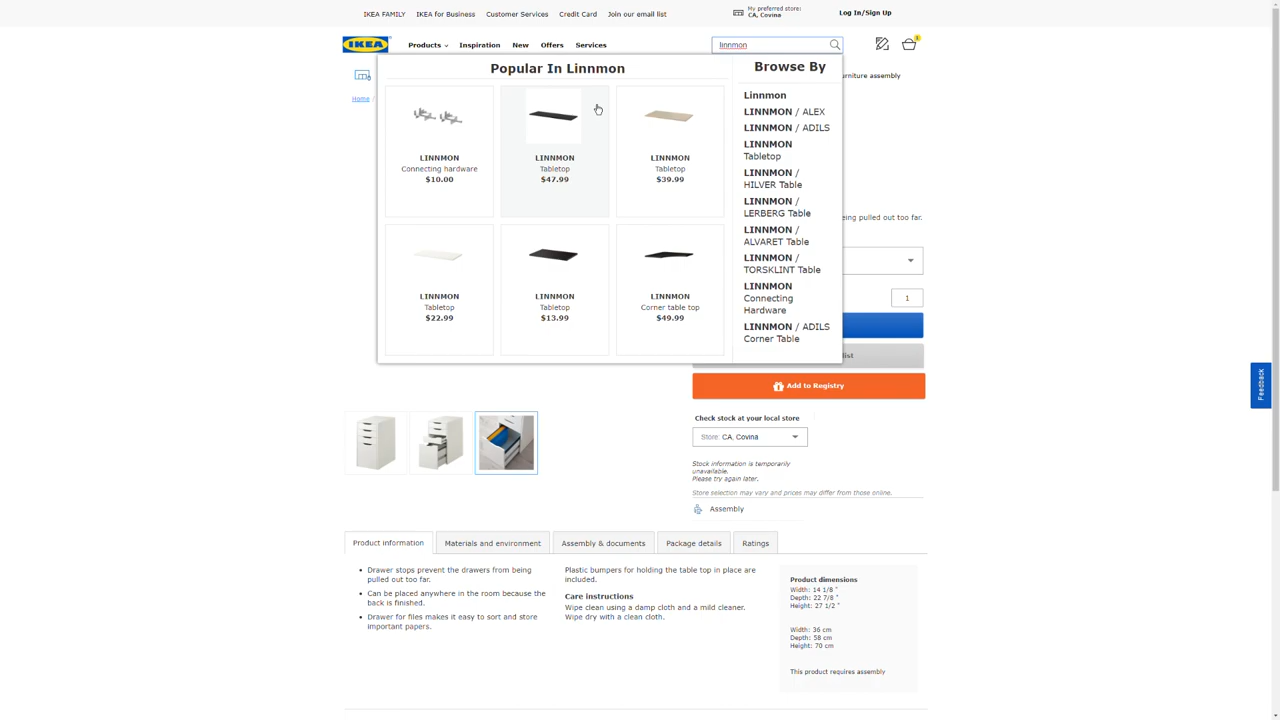 IKEA FAMILY IKEA for Business Customer Services Credit Card Join our email list
My preferred store:
CA, Covina
Log In/Sign Up
IKEA
Products Inspiration New Offers Services
linnmon
Home /
urniture assembly
Popular In Linnmon
LINNMON
Connecting hardware
$10.00
LINNMON
Tabletop
$47.99
LINNMON
Tabletop
$39.99
LINNMON
Tabletop
$22.99
LINNMON
Tabletop
$13.99
LINNMON
Corner table top
$49.99
Browse By
Linnmon
LINNMON / ALEX
LINNMON / ADILS
LINNMON
Tabletop
LINNMON /
HILVER Table
LINNMON /
LERBERG Table
LINNMON /
ALVARET Table
LINNMON /
TORSKLINT Table
LINNMON
Connecting
Hardware
LINNMON / ADILS
Corner Table
eing pulled out too far.
1
list
Add to Registry
Check stock at your local store
Store: CA, Covina
Stock information is temporarily
unavailable.
Please try again later.
Store selection may vary and prices may differ from those online.
Assembly
Feedback
Product information Materials and environment Assembly & documents Package details Ratings
Drawer stops prevent the drawers from being
pulled out too far.
Can be placed anywhere in the room because the
back is finished.
Drawer for files makes it easy to sort and store
important papers.
Plastic bumpers for holding the table top in place are
included.
Care instructions
Wipe clean using a damp cloth and a mild cleaner.
Wipe dry with a clean cloth.
Product dimensions
Width: 14 1/8 "
Depth: 22 7/8 "
Height: 27 1/2 "
Width: 36 cm
Depth: 58 cm
Height: 70 cm
This product requires assembly